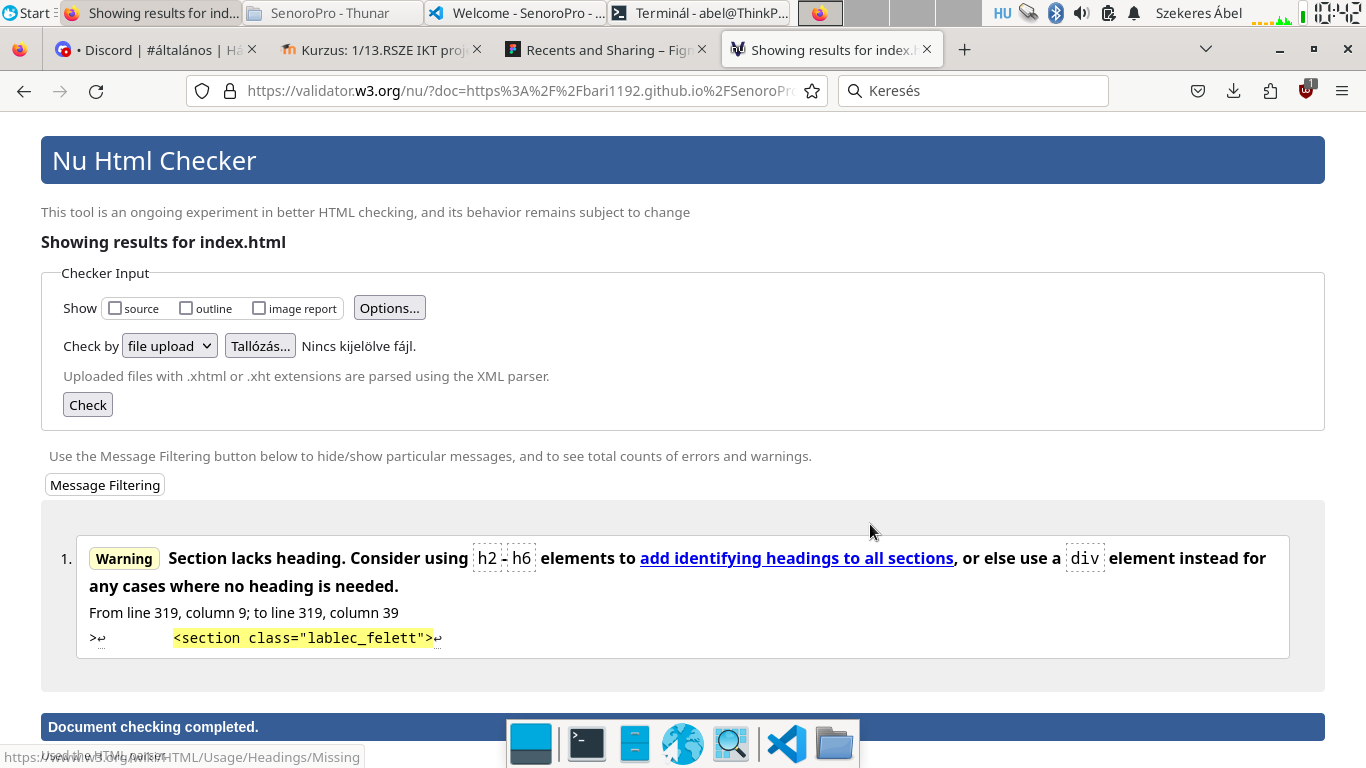 Start Showing results for ind... SenoroPro - Thunar Welcome - SenoroPro - ... Terminál - abel@ThinkP... HU Szekeres Ábel 10:42
• Discord | #általános | Há Kurzus: 1/13.RSZE IKT proj Recents and Sharing – Fign Showing results for index.h
https://validator.w3.org/nu/?doc=https%3A%2F%2Fbari1192.github.io%2FSenoroPro Keresés 1
Nu Html Checker
This tool is an ongoing experiment in better HTML checking, and its behavior remains subject to change
Showing results for index.html
Checker Input
Show source outline image report Options...
Check by file upload Tallózás... Nincs kijelölve fájl.
Uploaded files with .xhtml or .xht extensions are parsed using the XML parser.
Check
Use the Message Filtering button below to hide/show particular messages, and to see total counts of errors and warnings.
Message Filtering
1. Warning Section lacks heading. Consider using h2-h6 elements to add identifying headings to all sections, or else use a div element instead for
any cases where no heading is needed.
From line 319, column 9; to line 319, column 39
>↩ <section class="lablec_felett">↩
Document checking completed.
Used the HTML parser.
https://www.w3.org/wiki/HTML/Usage/Headings/Missing